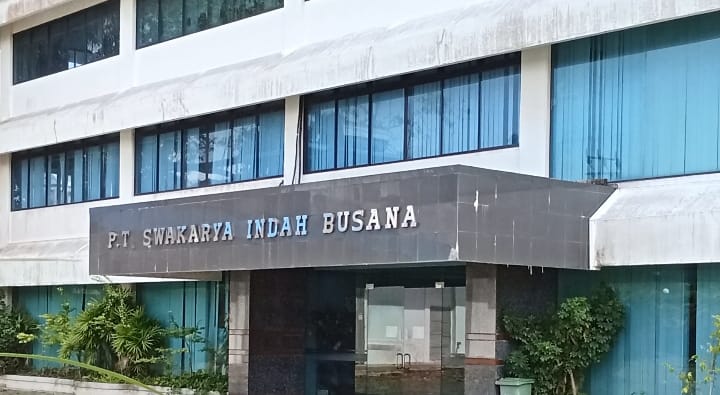 P.T. SWAKARYA INDAH BUSANA